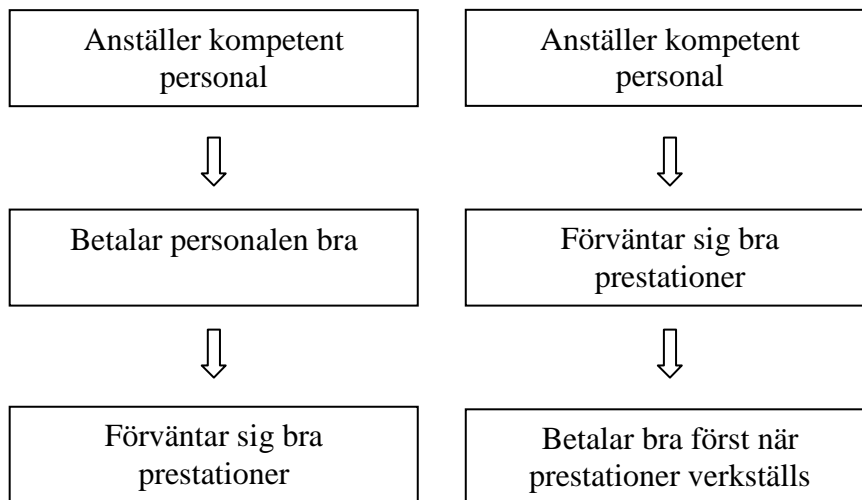 Anställer kompetent
personal
Betalar personalen bra
Förväntar sig bra
prestationer
Anställer kompetent
personal
Förväntar sig bra
prestationer
Betalar bra först när
prestationer verkställs